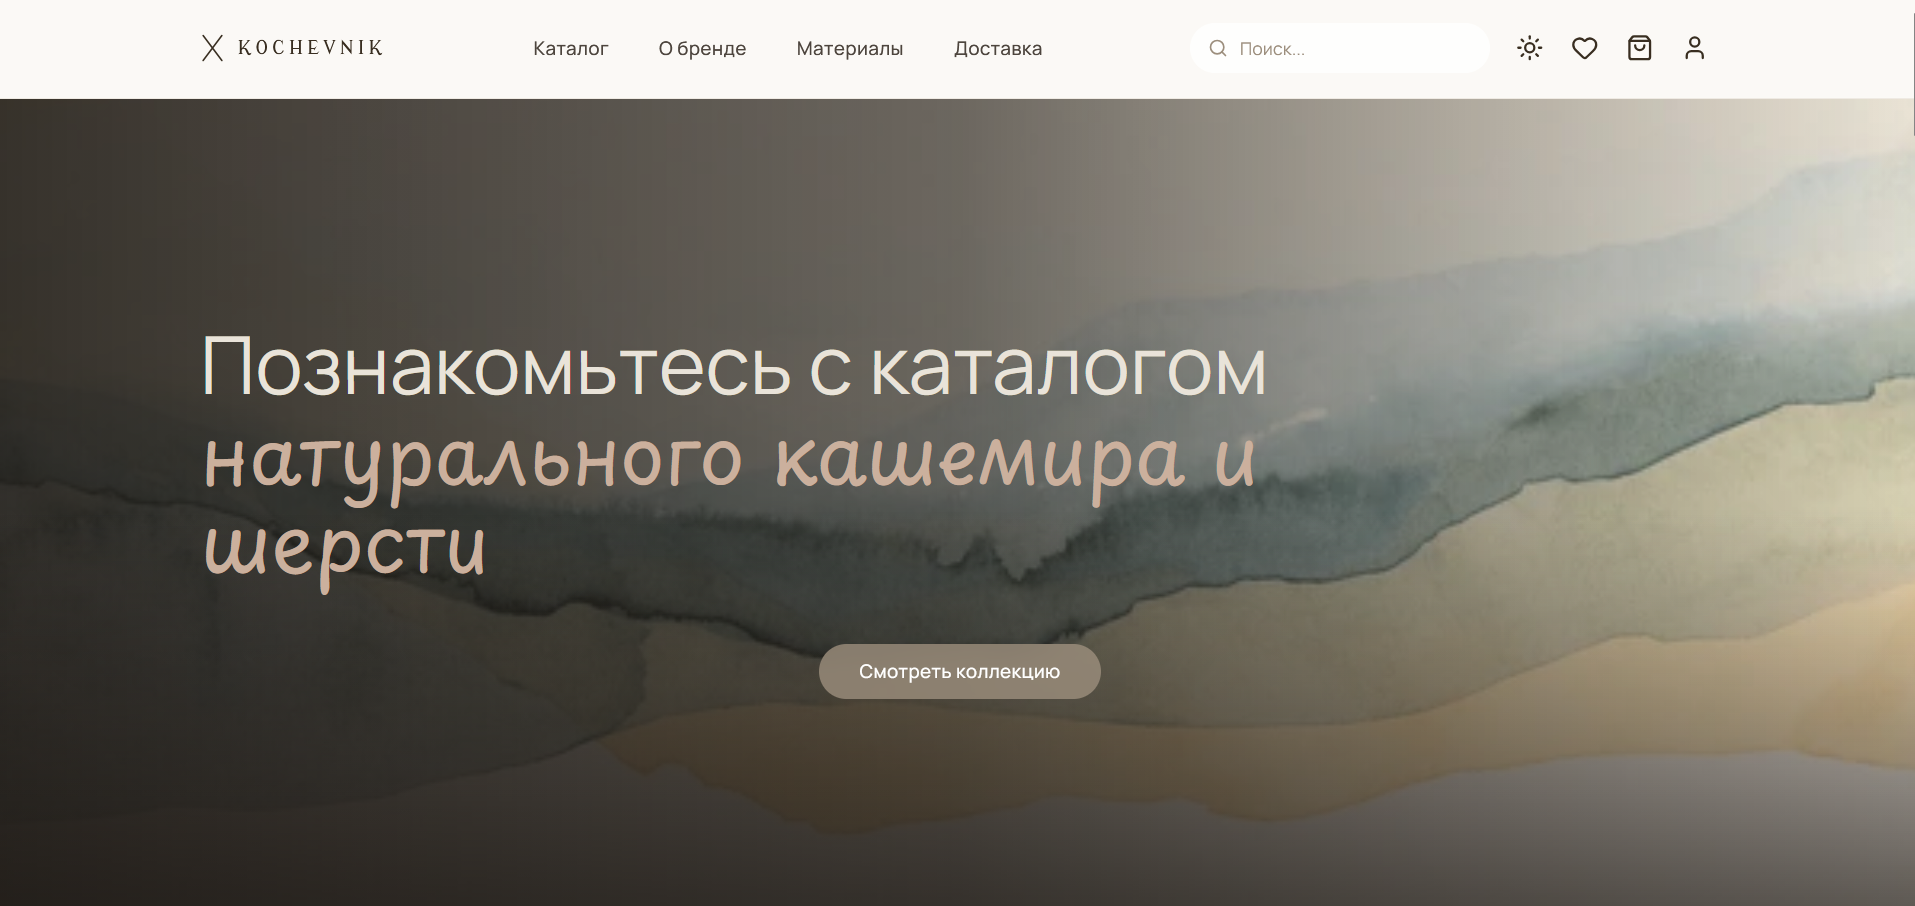 KOCHEVNIK
Каталог
О бренде
Материалы
Доставка
Поиск...
Познакомьтесь с каталогом
натурального кашемира и
шерсти
Смотреть коллекцию